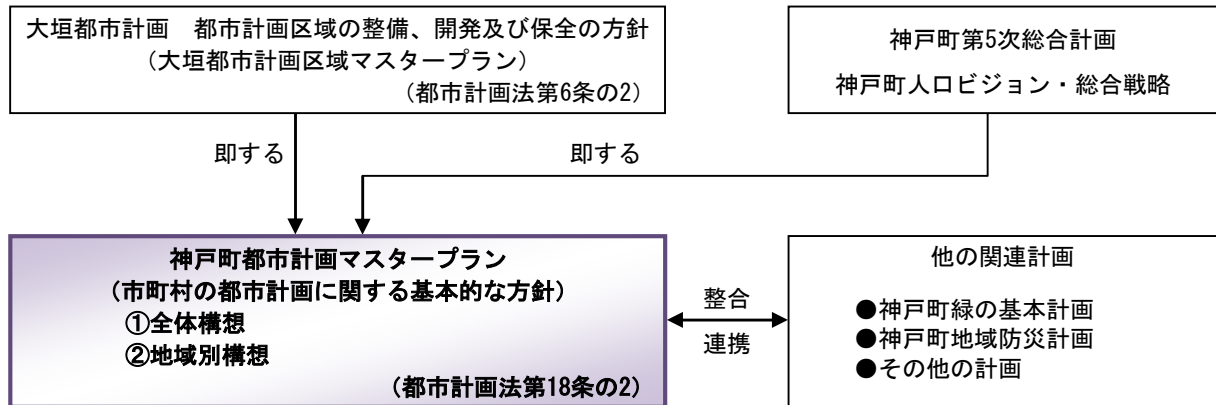 大垣都市計画　都市計画区域の整備、開発及び保全の方針
（大垣都市計画区域マスタープラン）
（都市計画法第6条の2）
神戸町第5次総合計画
神戸町人口ビジョン・総合戦略
即する
即する
神戸町都市計画マスタープラン
（市町村の都市計画に関する基本的な方針）
①全体構想
②地域別構想
（都市計画法第18条の2）
整合
連携
他の関連計画
●神戸町緑の基本計画
●神戸町地域防災計画
●その他の計画